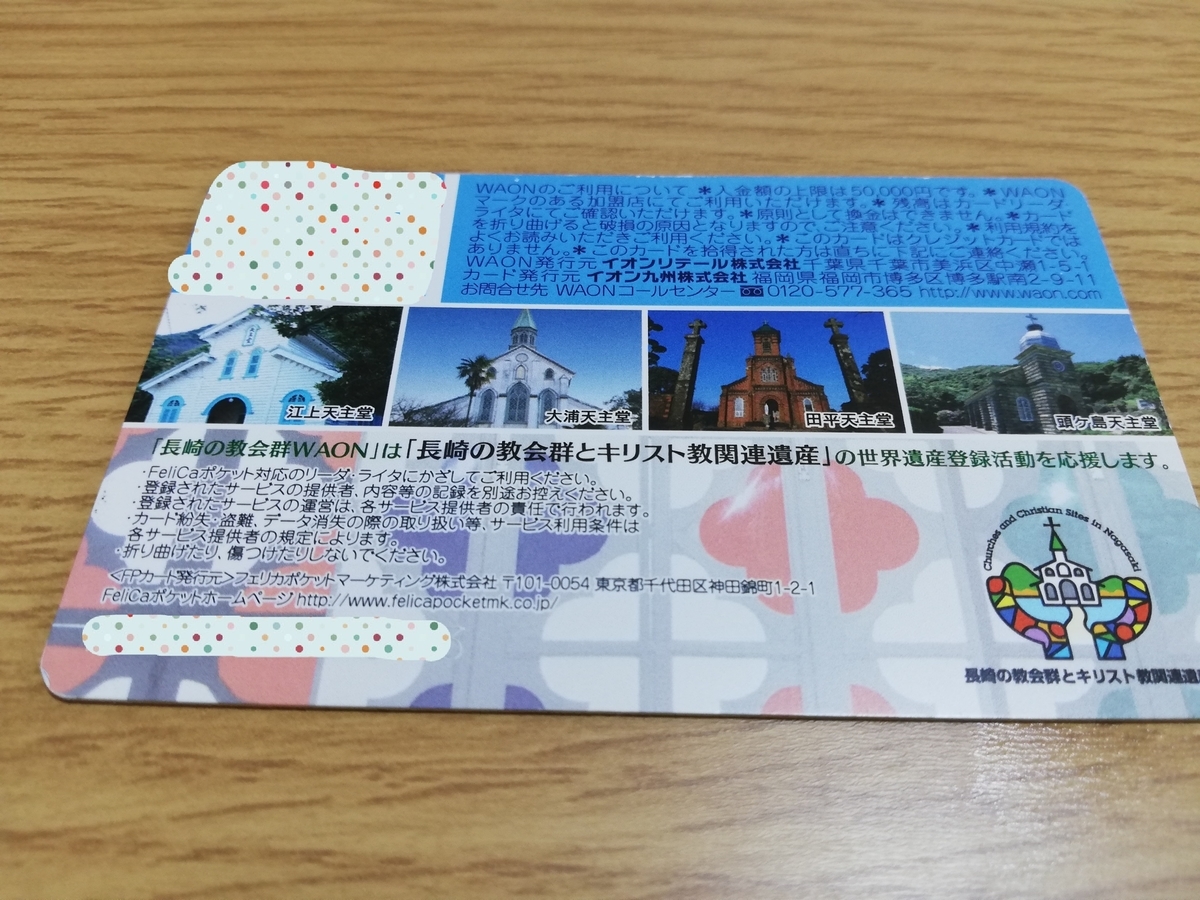 WAONのご利用について ＊入金額の上限は50,000円です。＊WAON
マークのある加盟店にてご利用いただけます。＊残高はカードリーダ
ライタにてご確認いただけます。＊原則として換金はできません。＊カード
を折り曲げると破損の原因となりますので、ご注意ください。＊利用規約を
よくお読みいただきご利用ください。＊このカードはクレジットカードでは
ありません。＊このカードを拾得された方は直ちに下記にご連絡ください。
WAON発行元 イオンリテール株式会社 千葉県千葉市美浜区中瀬1-5-1
カード発行元 イオン九州株式会社 福岡県福岡市博多区博多駅南2-9-11
お問合せ先 WAONコールセンター 0120-577-365 http://www.waon.com
江上天主堂
大浦天主堂
田平天主堂
頭ヶ島天主堂
「長崎の教会群WAON」は「長崎の教会群とキリスト教関連遺産」の世界遺産登録活動を応援します。
・FeliCaポケット対応のリーダ、ライタにかざしてご利用ください。
・登録されたサービスの提供者、内容等の記録を別途お控えください。
・登録されたサービスの運営は、各サービス提供者の責任で行われます。
・カード紛失・盗難、データ消失の際の取り扱い等、サービス利用条件は
各サービス提供者の規定によります。
・折り曲げたり、傷つけたりしないでください。
<FPカード発行元>フェリカポケットマーケティング株式会社 〒101-0054 東京都千代田区神田錦町1-2-1
FeliCaポケットホームページ http://www.felicapocketmk.co.jp/
Churches and Christian Sites in Nagasaki
長崎の教会群とキリスト教関連遺